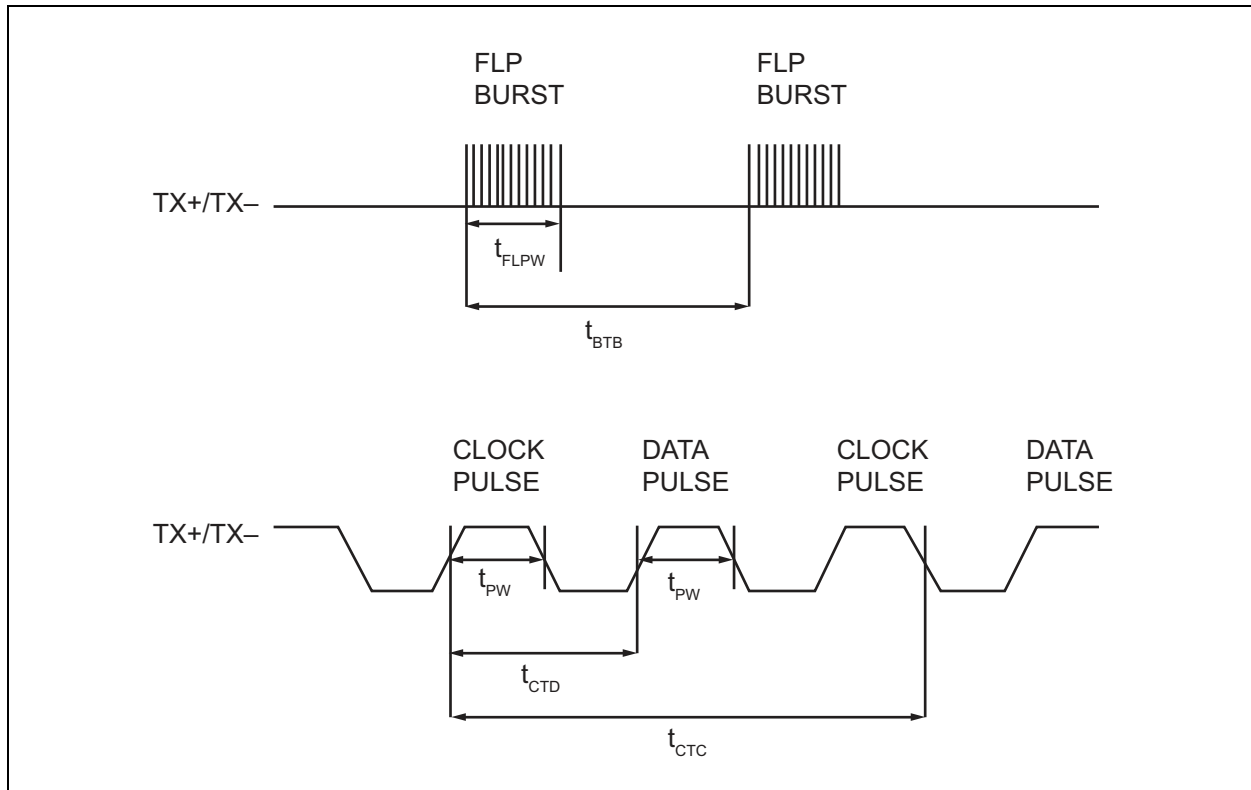 FLP
BURST
FLP
BURST
TX+/TX–
tFLPW
tBTB
CLOCK
PULSE
DATA
PULSE
CLOCK
PULSE
DATA
PULSE
TX+/TX–
tPW
tPW
tCTD
tCTC